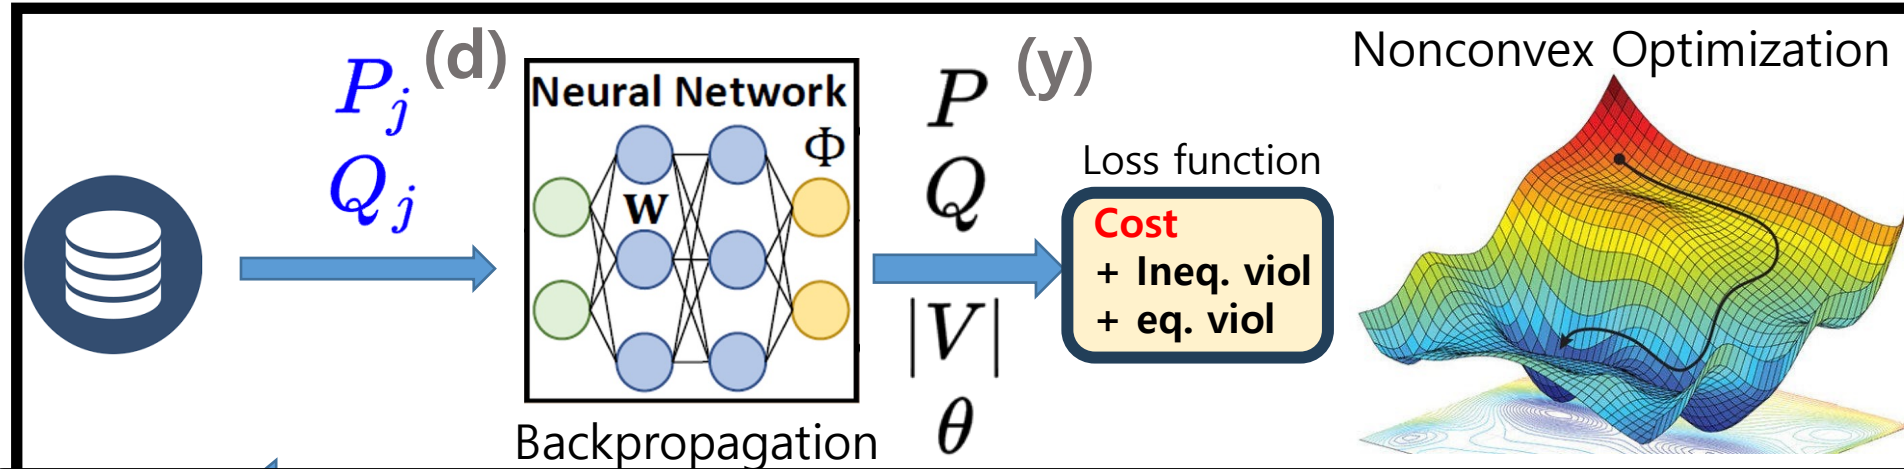 (d)
P_j
Q_j
Neural Network
Φ
W
Backpropagation
(y)
P
Q
|V|
θ
Loss function
Cost
+ Ineq. viol
+ eq. viol
Nonconvex Optimization